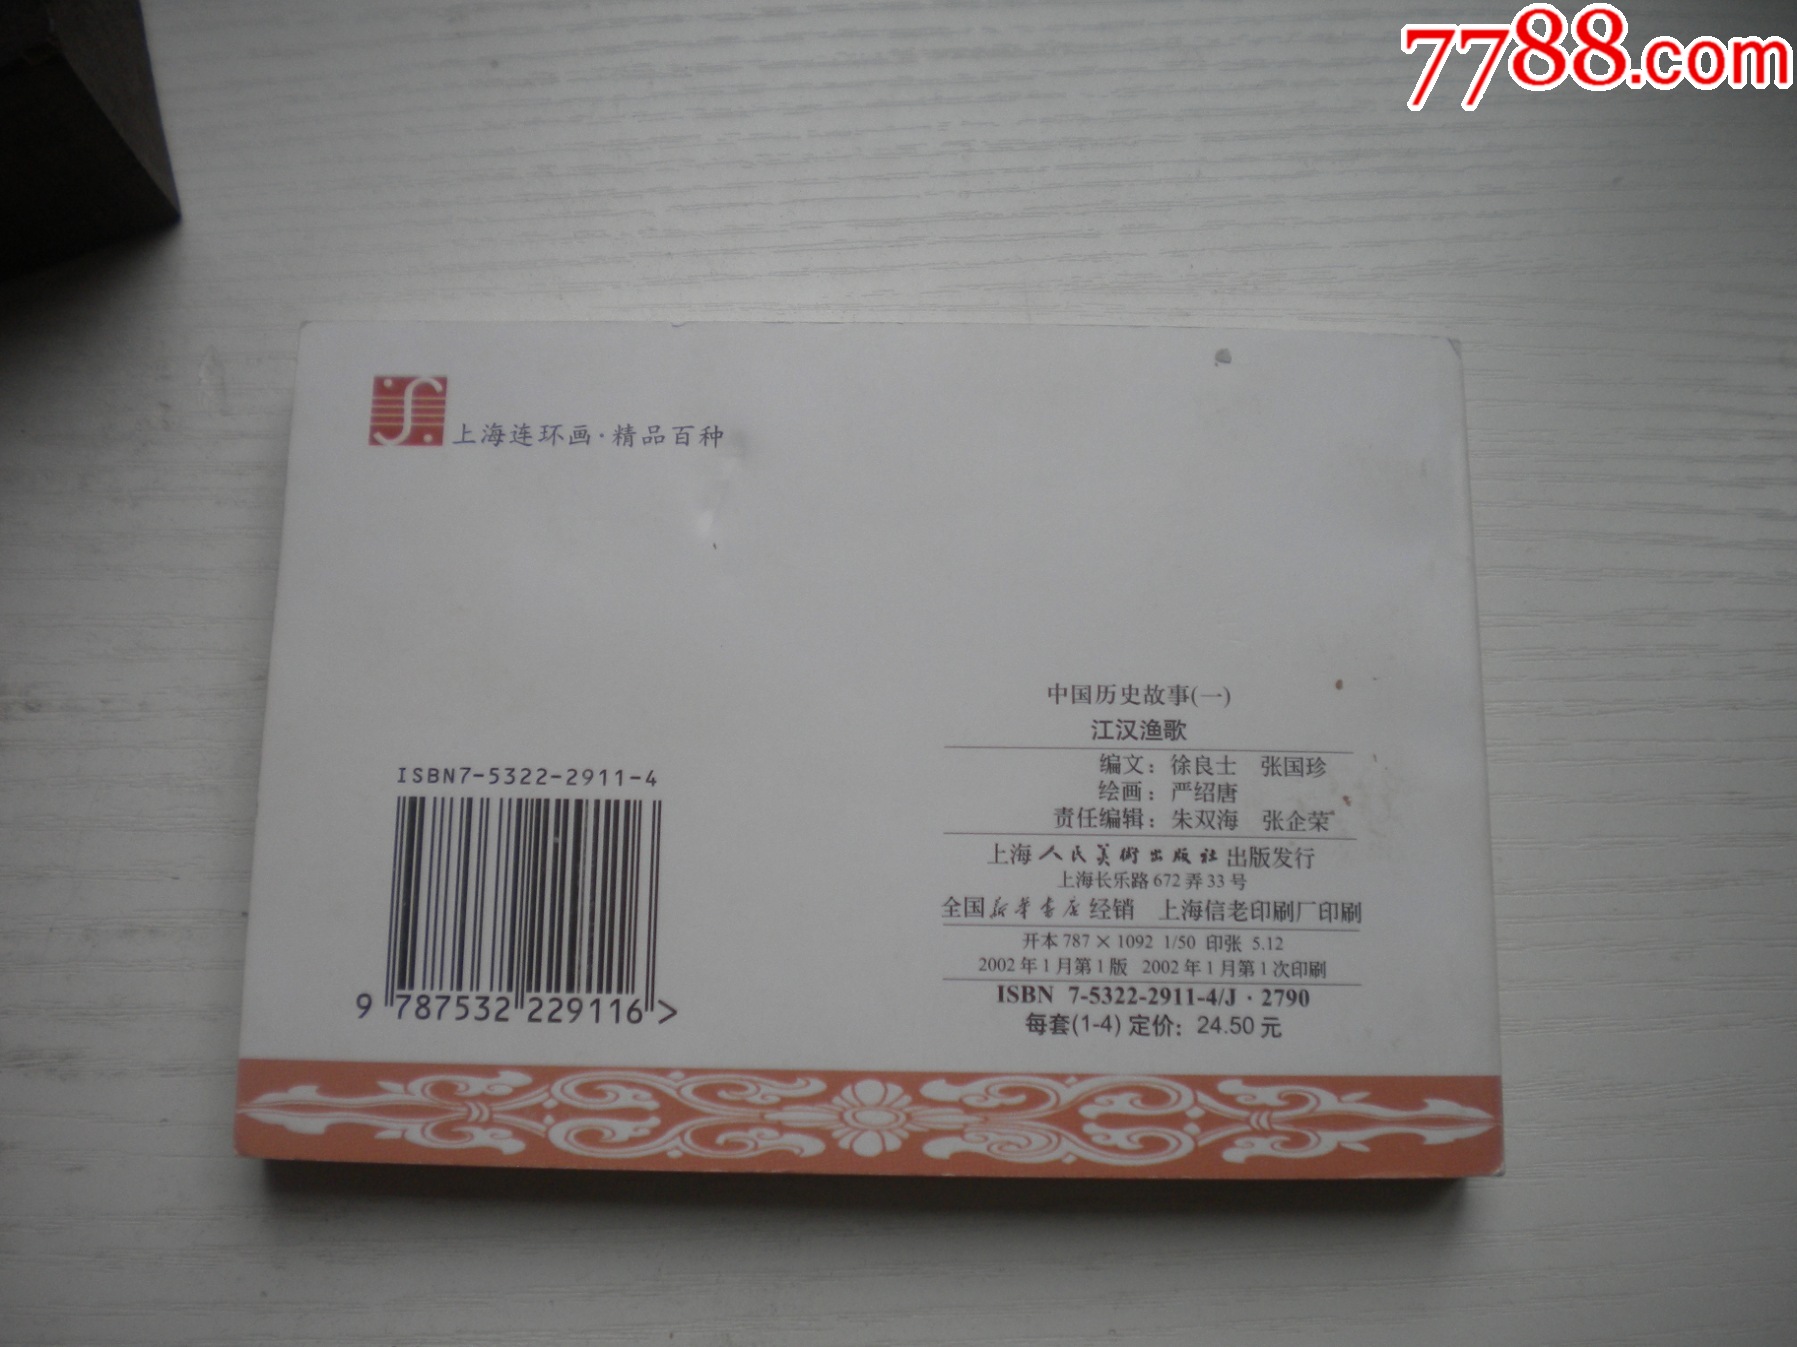 7788.com
上海连环画·精品百种
中国历史故事(一)
江汉渔歌
编文：徐良士 张国珍
绘画：严绍唐
责任编辑：朱双海 张企荣
上海人民美術出版社出版发行
上海长乐路672弄33号
全国新华书店经销 上海信老印刷厂印刷
开本 787×1092 1/50 印张 5.12
2002年1月第1版 2002年1月第1次印刷
ISBN 7-5322-2911-4/J·2790
每套(1-4)定价：24.50元
ISBN7-5322-2911-4
9 787532 229116 >